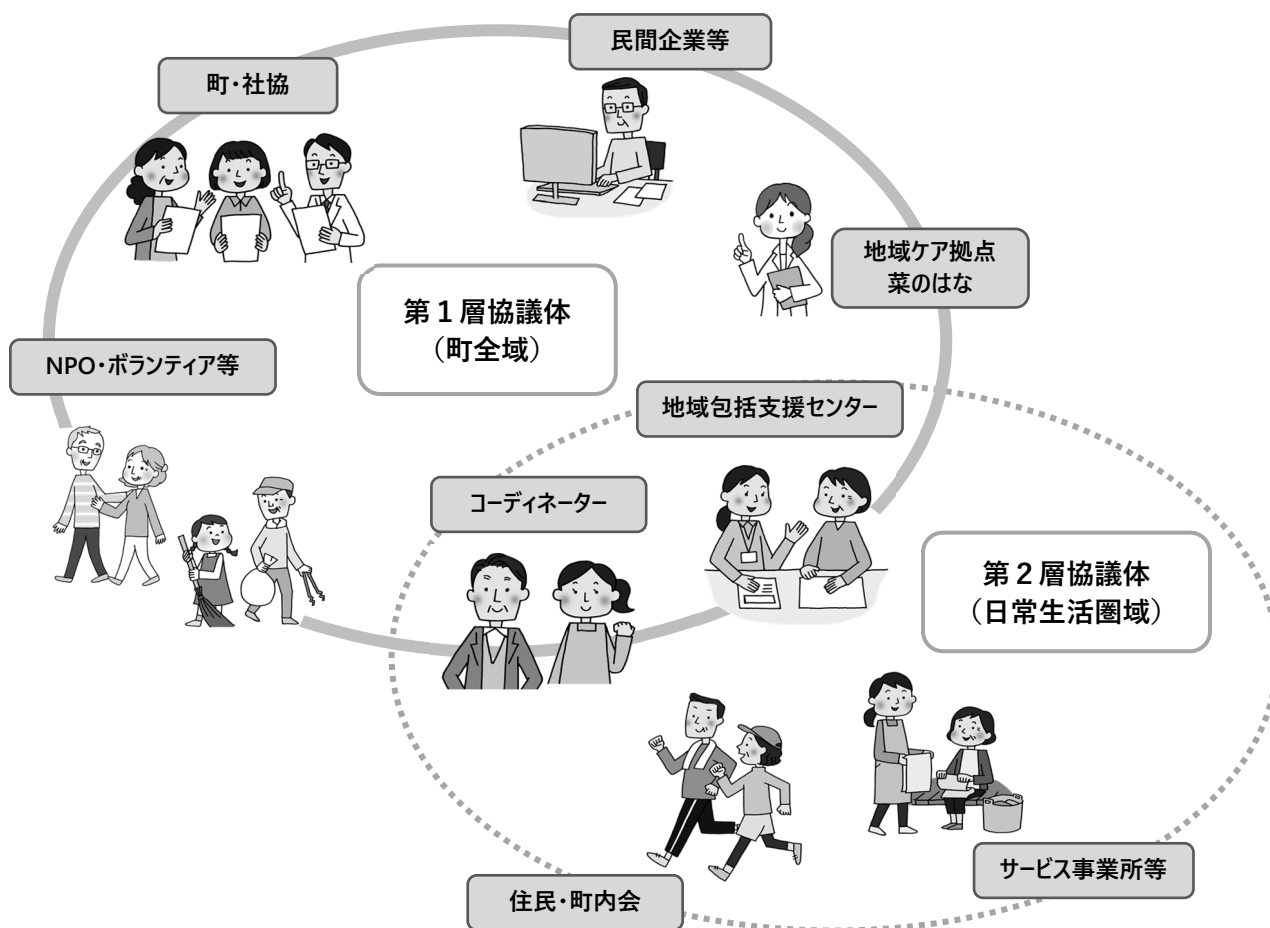 民間企業等
町・社協
地域ケア拠点
菜のはな
第１層協議体
（町全域）
NPO・ボランティア等
地域包括支援センター
コーディネーター
第２層協議体
（日常生活圏域）
サービス事業所等
住民・町内会